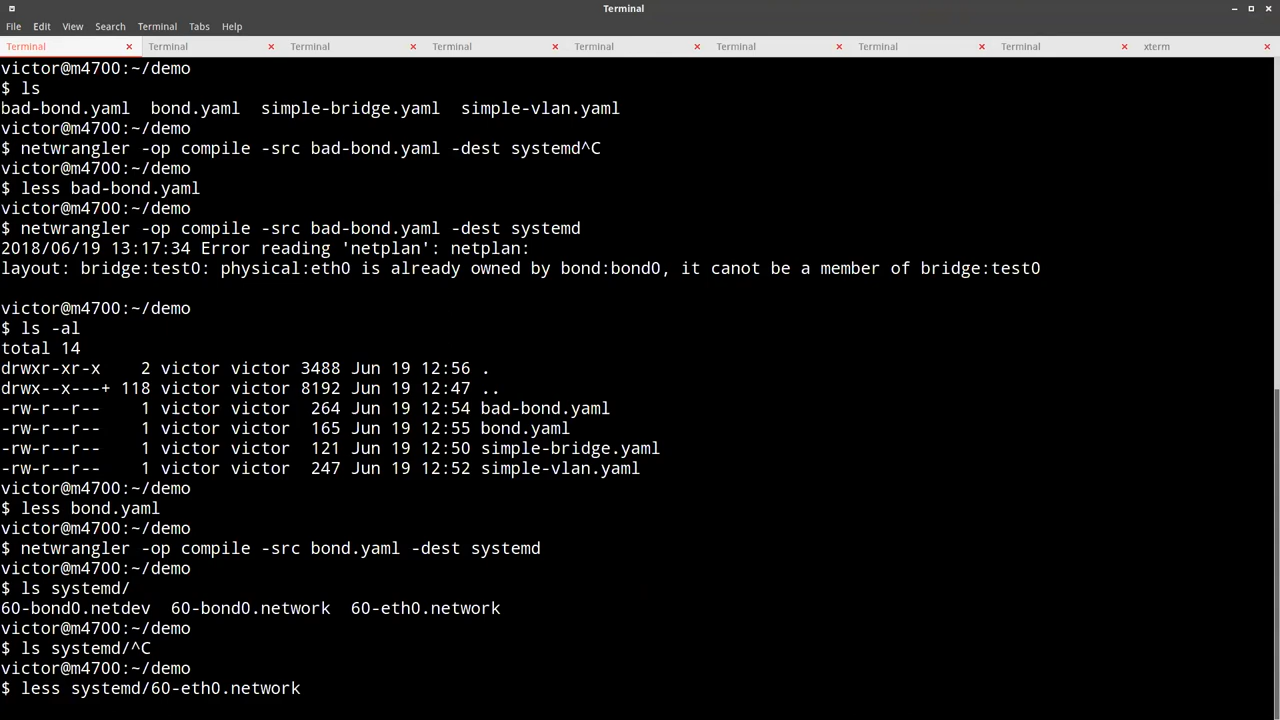 Terminal
File Edit View Search Terminal Tabs Help
Terminal Terminal Terminal Terminal Terminal Terminal Terminal Terminal xterm
victor@m4700:~/demo
$ ls
bad-bond.yaml  bond.yaml  simple-bridge.yaml  simple-vlan.yaml
victor@m4700:~/demo
$ netwrangler -op compile -src bad-bond.yaml -dest systemd^C
victor@m4700:~/demo
$ less bad-bond.yaml
victor@m4700:~/demo
$ netwrangler -op compile -src bad-bond.yaml -dest systemd
2018/06/19 13:17:34 Error reading 'netplan': netplan:
layout: bridge:test0: physical:eth0 is already owned by bond:bond0, it canot be a member of bridge:test0
victor@m4700:~/demo
$ ls -al
total 14
drwxr-xr-x    2 victor victor 3488 Jun 19 12:56 .
drwx--x---+ 118 victor victor 8192 Jun 19 12:47 ..
-rw-r--r--    1 victor victor  264 Jun 19 12:54 bad-bond.yaml
-rw-r--r--    1 victor victor  165 Jun 19 12:55 bond.yaml
-rw-r--r--    1 victor victor  121 Jun 19 12:50 simple-bridge.yaml
-rw-r--r--    1 victor victor  247 Jun 19 12:52 simple-vlan.yaml
victor@m4700:~/demo
$ less bond.yaml
victor@m4700:~/demo
$ netwrangler -op compile -src bond.yaml -dest systemd
victor@m4700:~/demo
$ ls systemd/
60-bond0.netdev  60-bond0.network  60-eth0.network
victor@m4700:~/demo
$ ls systemd/^C
victor@m4700:~/demo
$ less systemd/60-eth0.network